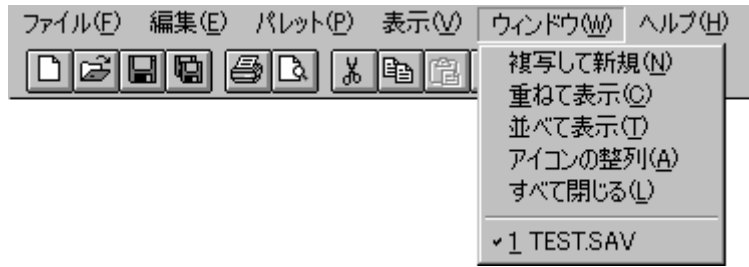 ファイル(F) 編集(E) パレット(P) 表示(V) ウィンドウ(W) ヘルプ(H)
複写して新規(N)
重ねて表示(C)
並べて表示(T)
アイコンの整列(A)
すべて閉じる(L)
1 TEST.SAV